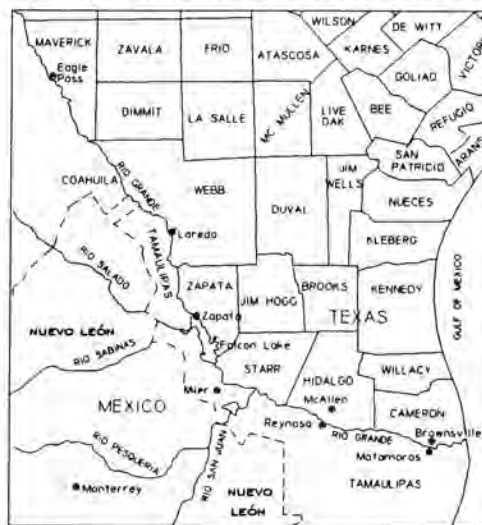 WILSON
DE WITT
VICTORI
MAVERICK
ZAVALA
FRIO
ATASCOSA
KARNES
Eagle
Pass
GOLIAD
DIMMIT
LA SALLE
MC MULLEN
LIVE
OAK
BEE
REFUGIO
ARANS
SAN
PATRICIO
COAHUILA
RIO GRANDE
WEBB
DUVAL
JIM
WELLS
NUECES
Laredo
KLEBERG
TAMAULIPAS
RIO SALADO
GULF OF MEXICO
ZAPATA
JIM HOGG
BROOKS
KENNEDY
Zapata
TEXAS
NUEVO LEÓN
Falcon Lake
RIO SABINAS
STARR
HIDALGO
WILLACY
Mier
McAllen
MEXICO
CAMERON
Reynosa
RIO GRANDE
Brownsville
RIO PESQUERIA
RIO SAN JUAN
Matamoros
Monterrey
NUEVO
LEÓN
TAMAULIPAS